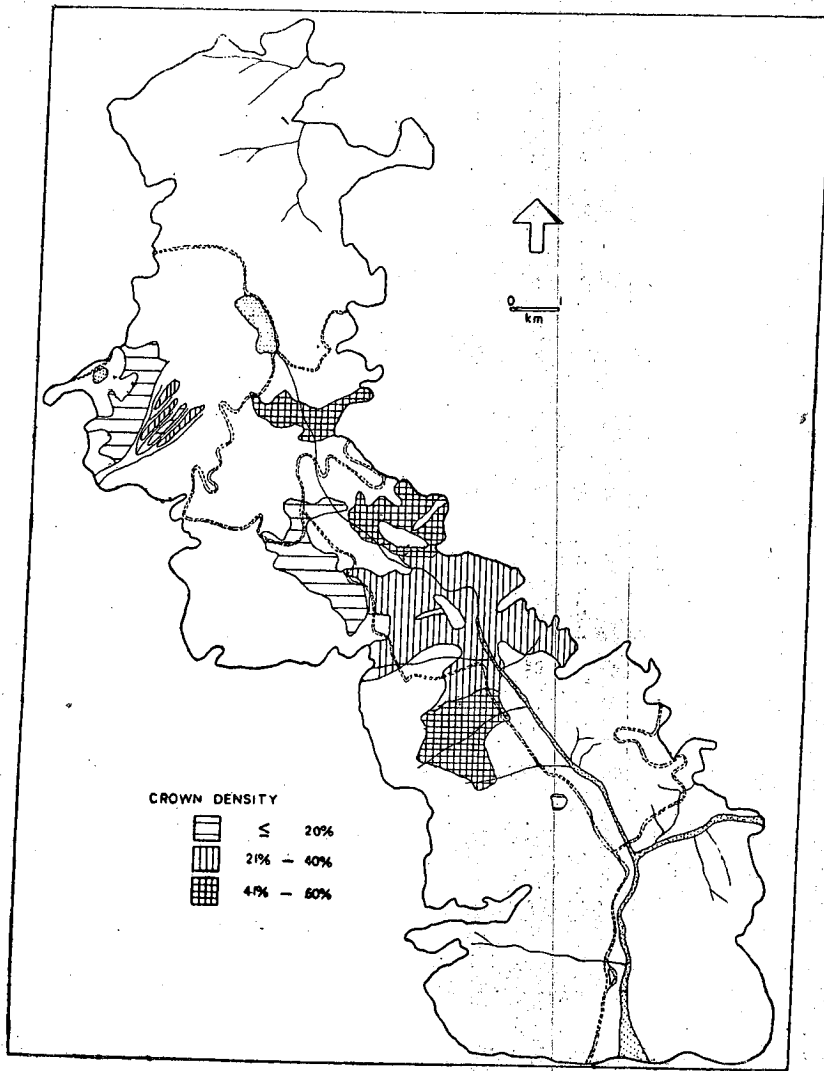 0 1
km
CROWN DENSITY
≤ 20%
21% — 40%
41% — 60%